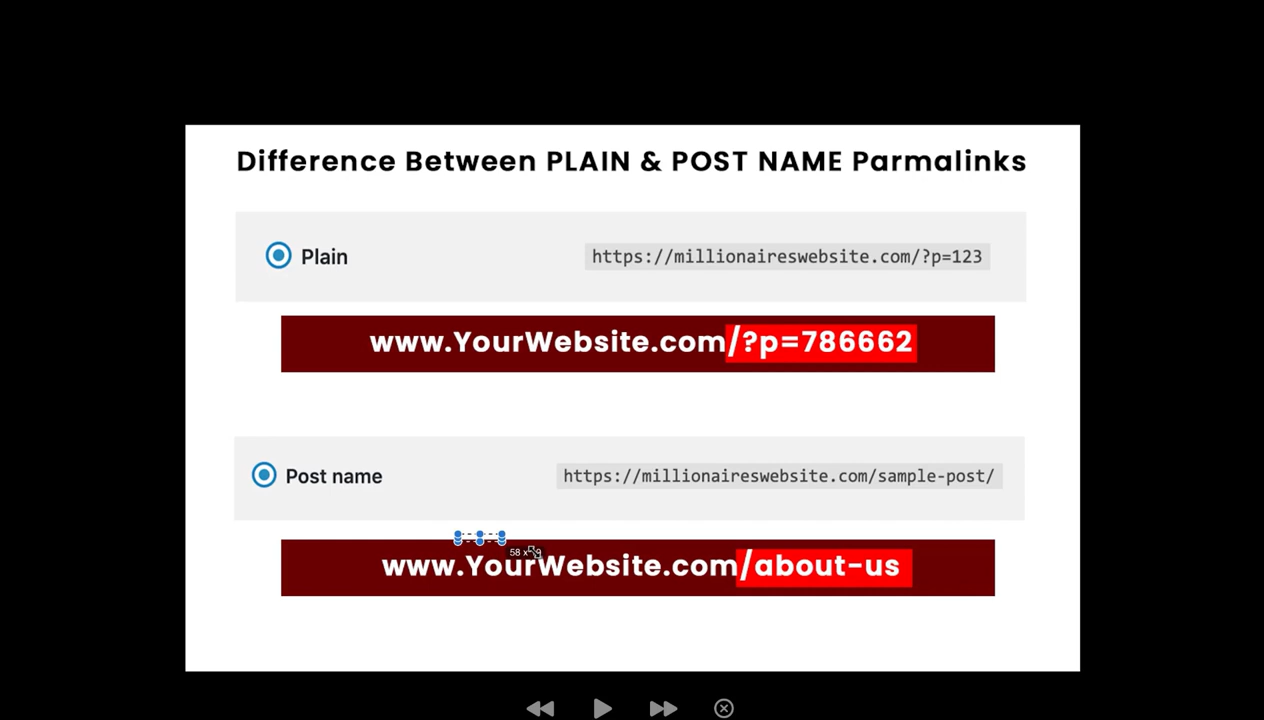 Difference Between PLAIN & POST NAME Parmalinks
Plain https://millionaireswebsite.com/?p=123
www.YourWebsite.com/?p=786662
Post name https://millionaireswebsite.com/sample-post/
www.YourWebsite.com/about-us